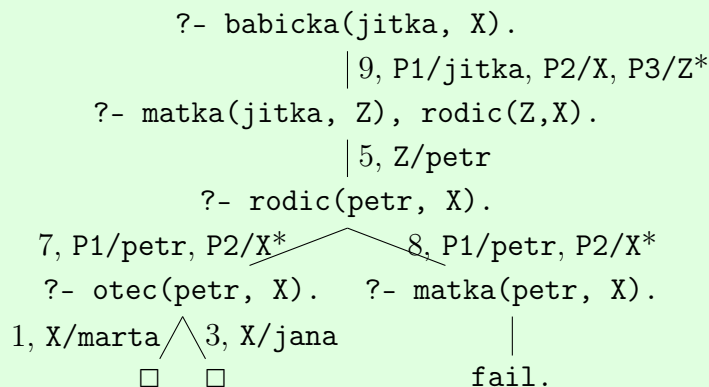 ?- babicka(jitka, X).
9, P1/jitka, P2/X, P3/Z*
?- matka(jitka, Z), rodic(Z,X).
5, Z/petr
?- rodic(petr, X).
7, P1/petr, P2/X* 8, P1/petr, P2/X*
?- otec(petr, X). ?- matka(petr, X).
1, X/marta 3, X/jana
□ □ fail.